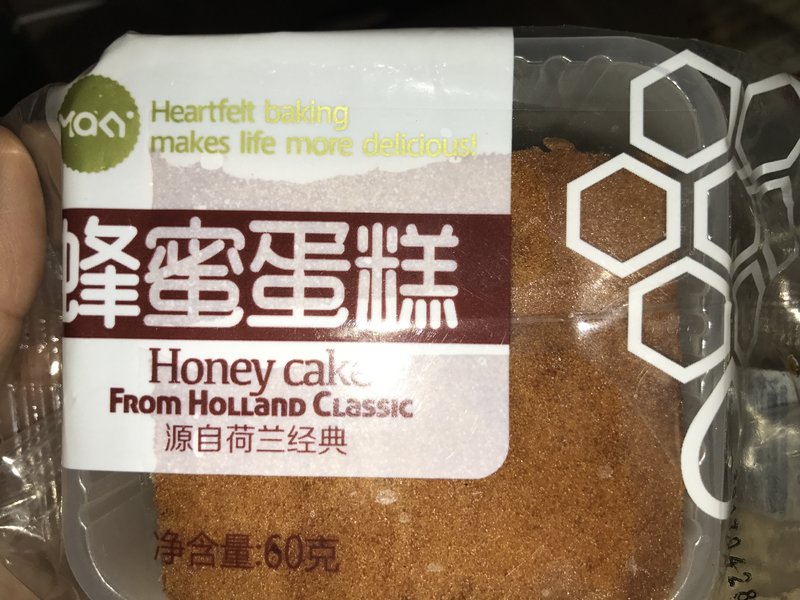 Maky
Heartfelt baking
makes life more delicious!
蜂蜜蛋糕
Honey cake
FROM HOLLAND CLASSIC
源自荷兰经典
净含量:60克